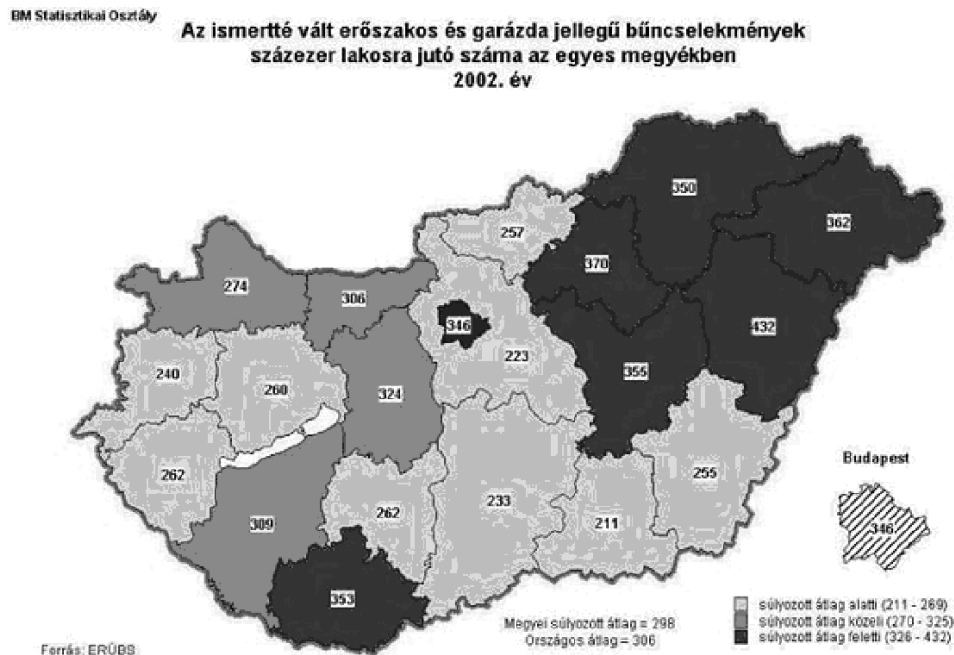 BM Statisztikai Osztály
Az ismertté vált erőszakos és garázda jellegű bűncselekmények
százezer lakosra jutó száma az egyes megyékben
2002. év
350
362
257
370
274
306
346
432
223
240
260
324
355
262
255
Budapest
309
262
233
211
346
353
Megyei súlyozott átlag = 298
Országos átlag = 306
súlyozott átlag alatti (211 - 269)
súlyozott átlag közeli (270 - 325)
súlyozott átlag feletti (326 - 432)
Forrás: ERÜBS